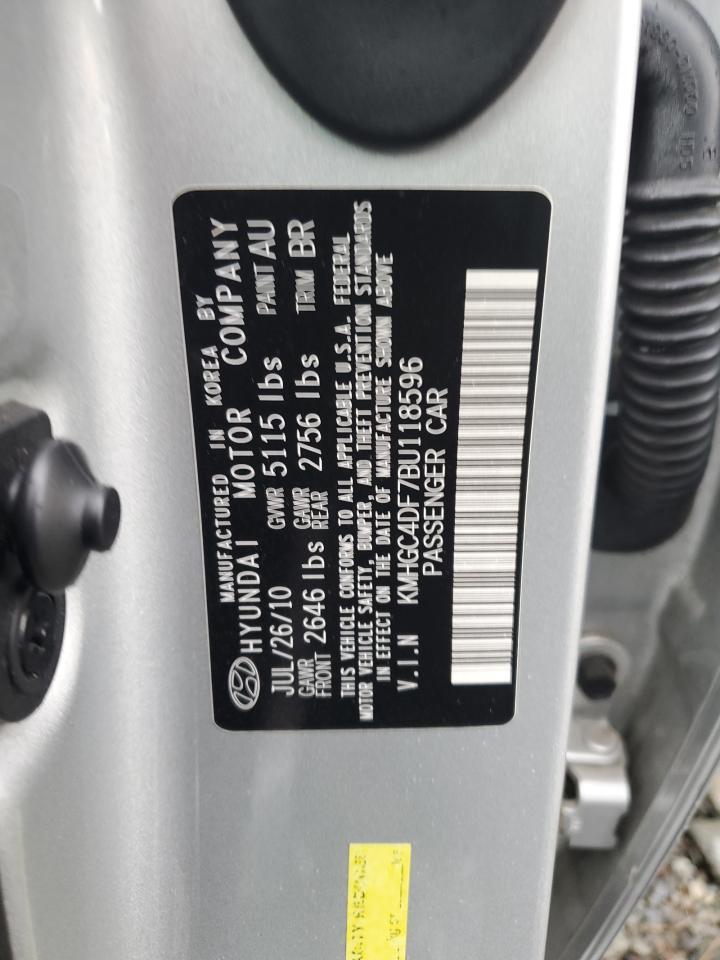 MANUFACTURED IN KOREA BY
HYUNDAI MOTOR COMPANY
JUL/26/10 GVWR 5115 lbs PAINT AU
GAWR FRONT 2646 lbs GAWR REAR 2756 lbs TRIM BR
THIS VEHICLE CONFORMS TO ALL APPLICABLE U.S.A. FEDERAL
MOTOR VEHICLE SAFETY, BUMPER, AND THEFT PREVENTION STANDARDS
IN EFFECT ON THE DATE OF MANUFACTURE SHOWN ABOVE
V.I.N KMHGC4DF7BU118596
PASSENGER CAR